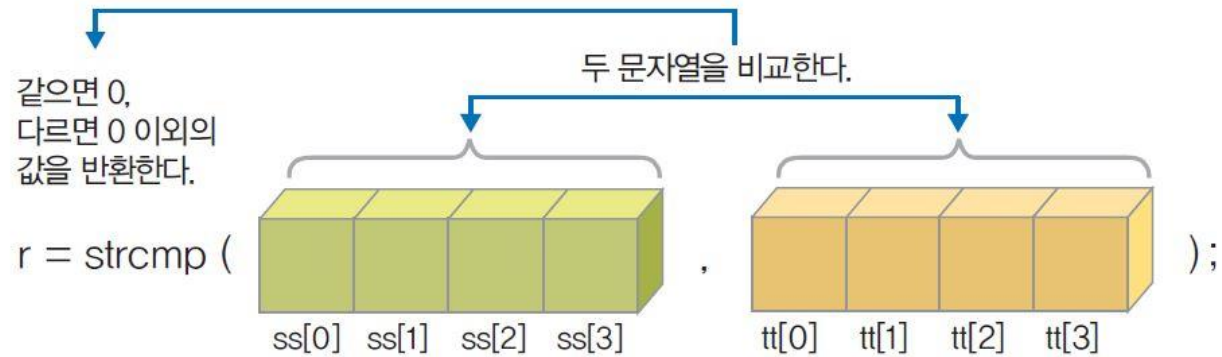 두 문자열을 비교한다.
같으면 0,
다르면 0 이외의
값을 반환한다.
r = strcmp ( , ) ;
ss[0] ss[1] ss[2] ss[3] tt[0] tt[1] tt[2] tt[3]